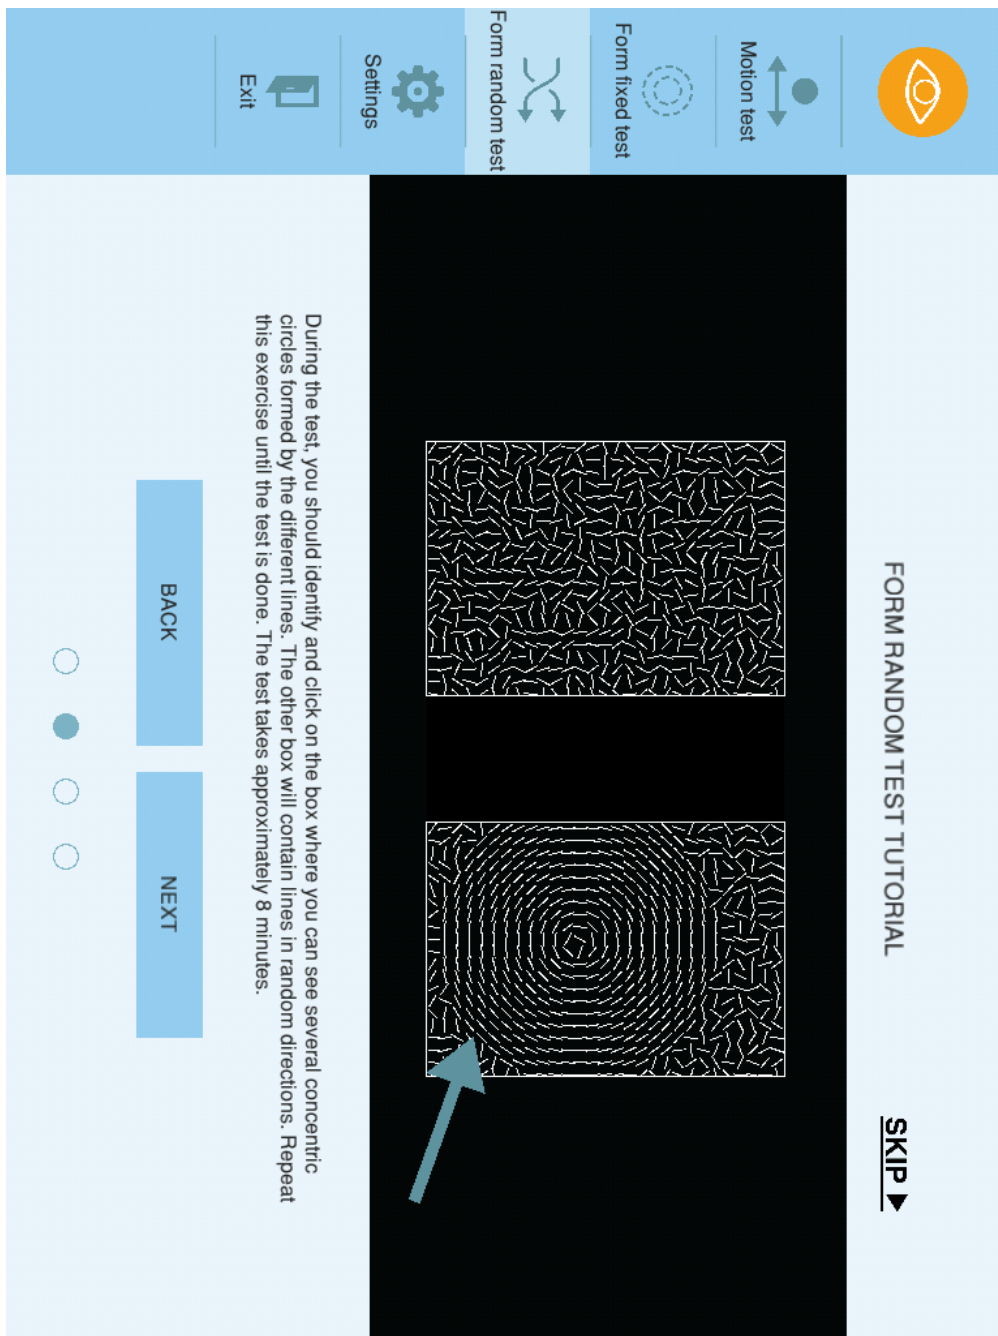 Motion test
Form fixed test
Form random test
Settings
Exit
FORM RANDOM TEST TUTORIAL
SKIP
During the test, you should identify and click on the box where you can see several concentric
circles formed by the different lines. The other box will contain lines in random directions. Repeat
this exercise until the test is done. The test takes approximately 8 minutes.
BACK
NEXT